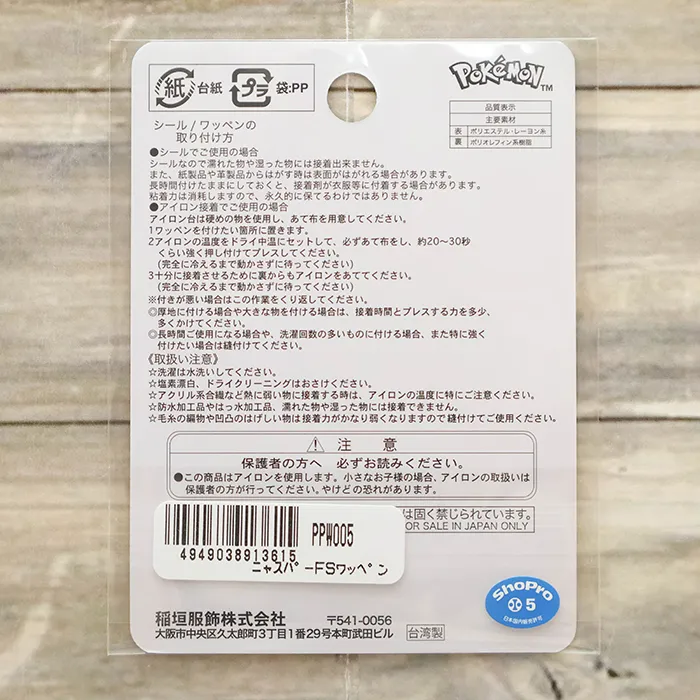 紙 台紙 プラ 袋:PP
POKéMON TM
品質表示
主要素材
表 ポリエステル・レーヨン糸
裏 ポリオレフィン系樹脂
シール/ワッペンの
取り付け方
●シールでご使用の場合
シールなので濡れた物や湿った物には接着出来ません。
また、紙製品や革製品からはがす時は表面がはがれる場合があります。
長時間付けたままにしておくと、接着剤が衣服等に付着する場合があります。
粘着力は消耗しますので、永久的に保てるわけではありません。
●アイロン接着でご使用の場合
アイロン台は硬めの物を使用し、あて布を用意してください。
1ワッペンを付けたい箇所に置きます。
2アイロンの温度をドライ中温にセットして、必ずあて布をし、約20〜30秒
くらい強く押し付けてプレスしてください。
(完全に冷えるまで動かさずに待ってください)
3十分に接着させるために裏からもアイロンをあててください。
(完全に冷えるまで動かさずに待ってください)
※付きが悪い場合はこの作業をくり返してください。
◎厚地に付ける場合や大きな物を付ける場合は、接着時間とプレスする力を多少、
多くかけてください。
◎長時間ご使用になる場合や、洗濯回数の多いものに付ける場合、また特に強く
付けたい場合は縫付けてください。
《取扱い注意》
☆洗濯は水洗いしてください。
☆塩素漂白、ドライクリーニングはおさけください。
☆アクリル系合繊など熱に弱い物に接着する時は、アイロンの温度に特にご注意ください。
☆防水加工品やはっ水加工品、濡れた物や湿った物には接着できません。
☆毛糸の編物や凹凸のはげしい物は接着力がかなり弱くなりますので縫付けてご使用ください。
⚠ 注 意
保護者の方へ 必ずお読みください。
●この商品はアイロンを使用します。小さなお子様の場合、アイロンの取扱いは
保護者の方が行ってください。やけどの恐れがあります。
は固く禁じられています。
FOR SALE IN JAPAN ONLY
PPW005
4949038913615
ニャスパーFSワッペン
ShoPro
5
日本国内販売許可
稲垣服飾株式会社 〒541-0056
大阪市中央区久太郎町3丁目1番29号本町武田ビル 台湾製